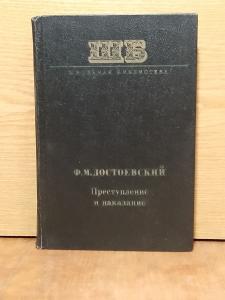 ШБ
ШКОЛЬНАЯ БИБЛИОТЕКА
Ф.М.ДОСТОЕВСКИЙ
Преступление
и наказание